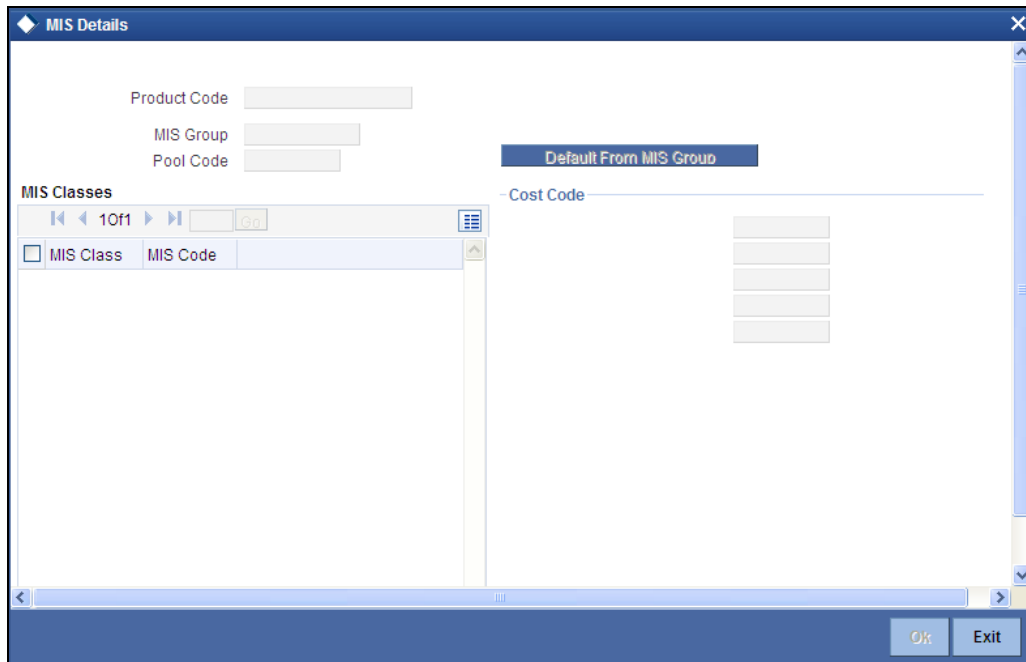 MIS Details
Product Code
MIS Group
Pool Code
Default From MIS Group
MIS Classes
1Of1
Go
MIS Class MIS Code
Cost Code
Ok Exit